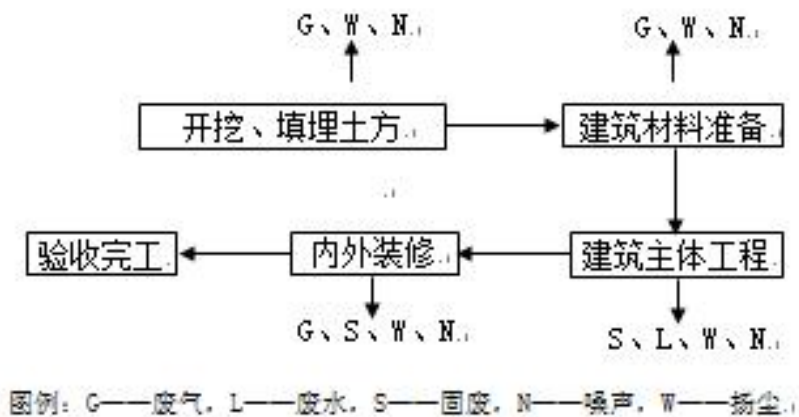 G、W、N
G、W、N
开挖、填埋土方
建筑材料准备
验收完工
内外装修
建筑主体工程
G、S、W、N
S、L、W、N
图例：G——废气，L——废水，S——固废，N——噪声，W——扬尘